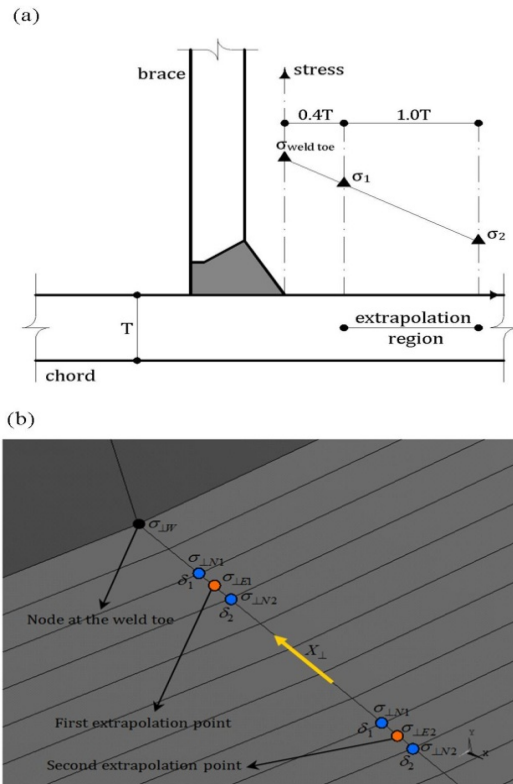 (a)
brace
stress
0.4T
1.0T
σweld toe
σ1
σ2
T
extrapolation
region
chord
(b)
σ⊥W
σ⊥N1
δ1
σ⊥E1
σ⊥N2
δ2
Node at the weld toe
X⊥
First extrapolation point
σ⊥N1
δ1
σ⊥E2
σ⊥N2
δ2
Second extrapolation point
Y
Z
X